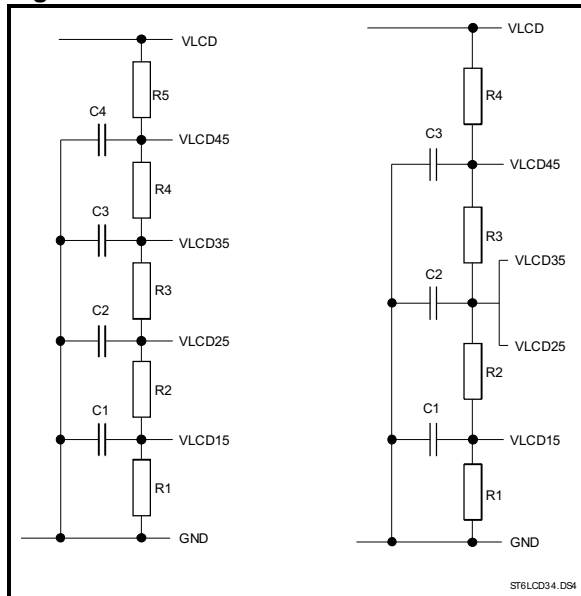 VLCD
R5
C4
VLCD45
R4
C3
VLCD35
R3
C2
VLCD25
R2
C1
VLCD15
R1
GND
VLCD
R4
C3
VLCD45
R3
VLCD35
C2
VLCD25
R2
C1
VLCD15
R1
GND
ST6LCD34.DS4